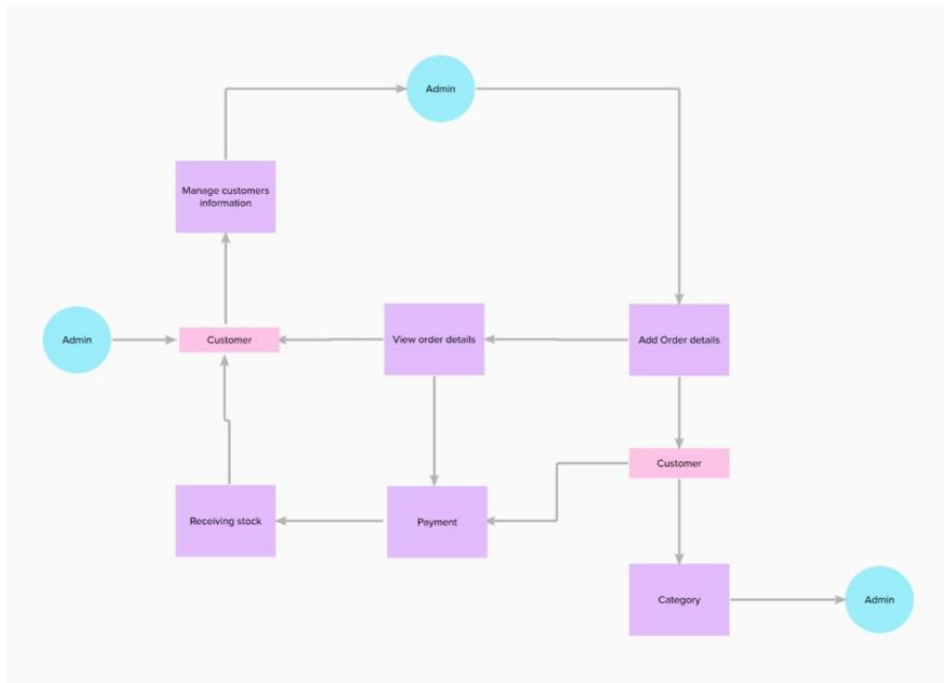 Admin
Manage customers
information
Admin
Customer
View order details
Add Order details
Customer
Receiving stock
Payment
Category
Admin